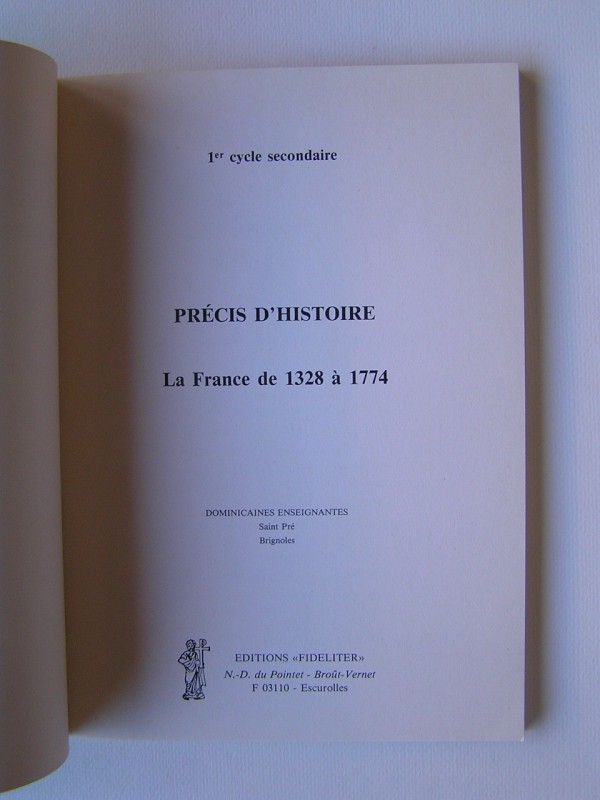 1er cycle secondaire
PRÉCIS D'HISTOIRE
La France de 1328 à 1774
DOMINICAINES ENSEIGNANTES
Saint Pré
Brignoles
EDITIONS «FIDELITER»
N.-D. du Pointet - Broût-Vernet
F 03110 - Escurolles